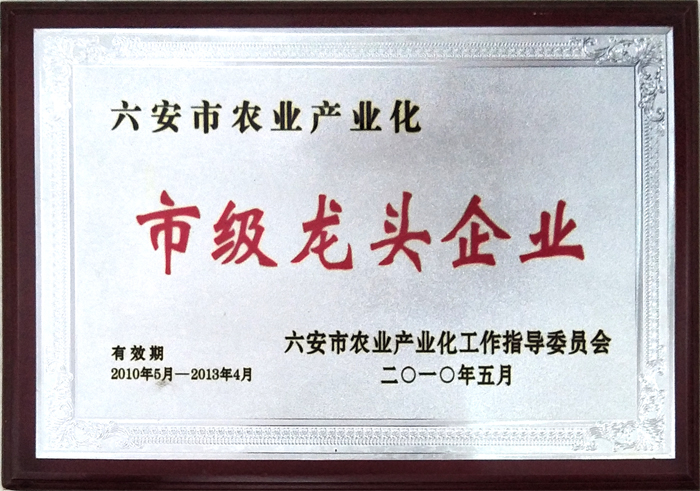 六安市农业产业化
市级龙头企业
有效期
2010年5月—2013年4月
六安市农业产业化工作指导委员会
二〇一〇年五月